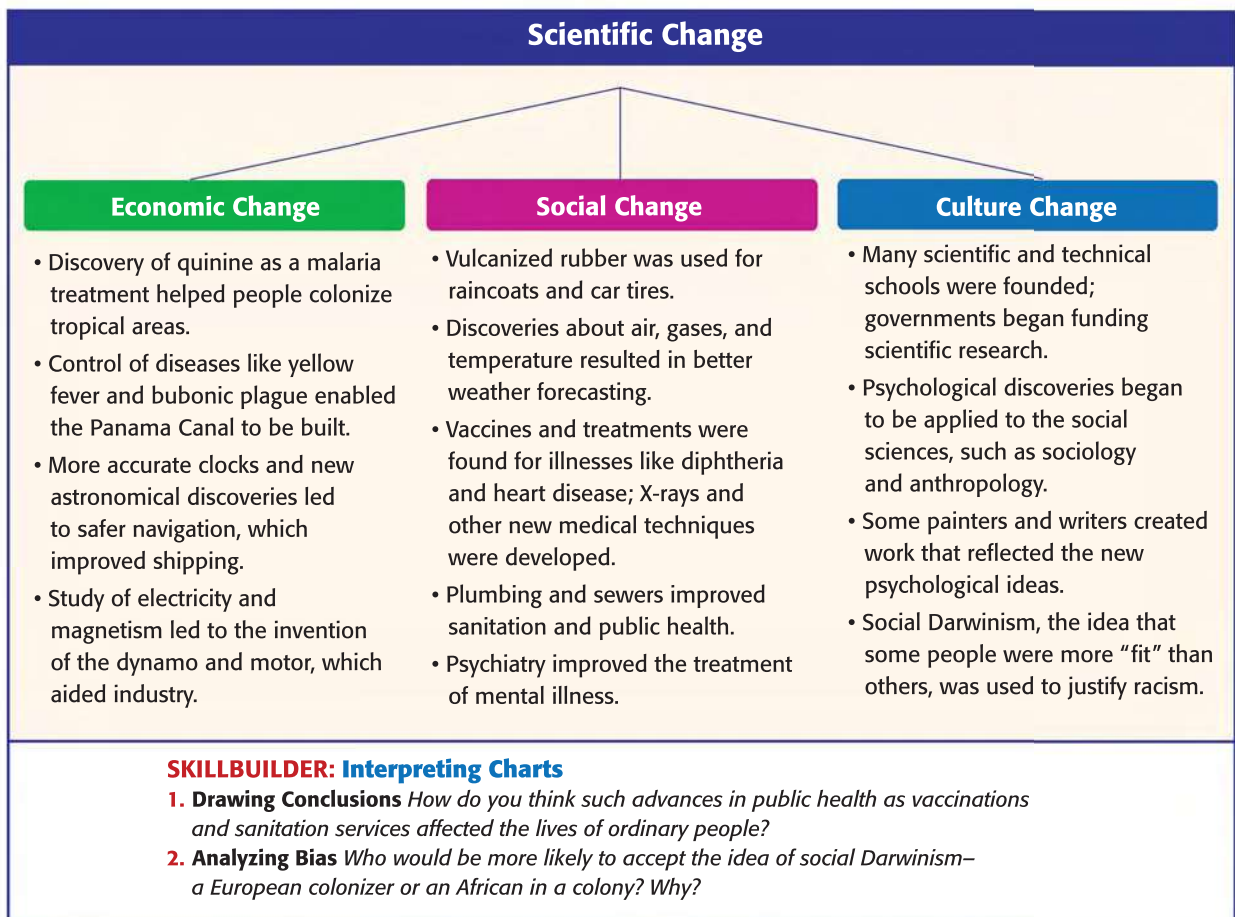 Scientific Change
Economic Change
• Discovery of quinine as a malaria
treatment helped people colonize
tropical areas.
• Control of diseases like yellow
fever and bubonic plague enabled
the Panama Canal to be built.
• More accurate clocks and new
astronomical discoveries led
to safer navigation, which
improved shipping.
• Study of electricity and
magnetism led to the invention
of the dynamo and motor, which
aided industry.
Social Change
• Vulcanized rubber was used for
raincoats and car tires.
• Discoveries about air, gases, and
temperature resulted in better
weather forecasting.
• Vaccines and treatments were
found for illnesses like diphtheria
and heart disease; X-rays and
other new medical techniques
were developed.
• Plumbing and sewers improved
sanitation and public health.
• Psychiatry improved the treatment
of mental illness.
Culture Change
• Many scientific and technical
schools were founded;
governments began funding
scientific research.
• Psychological discoveries began
to be applied to the social
sciences, such as sociology
and anthropology.
• Some painters and writers created
work that reflected the new
psychological ideas.
• Social Darwinism, the idea that
some people were more “fit” than
others, was used to justify racism.
SKILLBUILDER: Interpreting Charts
1. Drawing Conclusions How do you think such advances in public health as vaccinations
and sanitation services affected the lives of ordinary people?
2. Analyzing Bias Who would be more likely to accept the idea of social Darwinism–
a European colonizer or an African in a colony? Why?